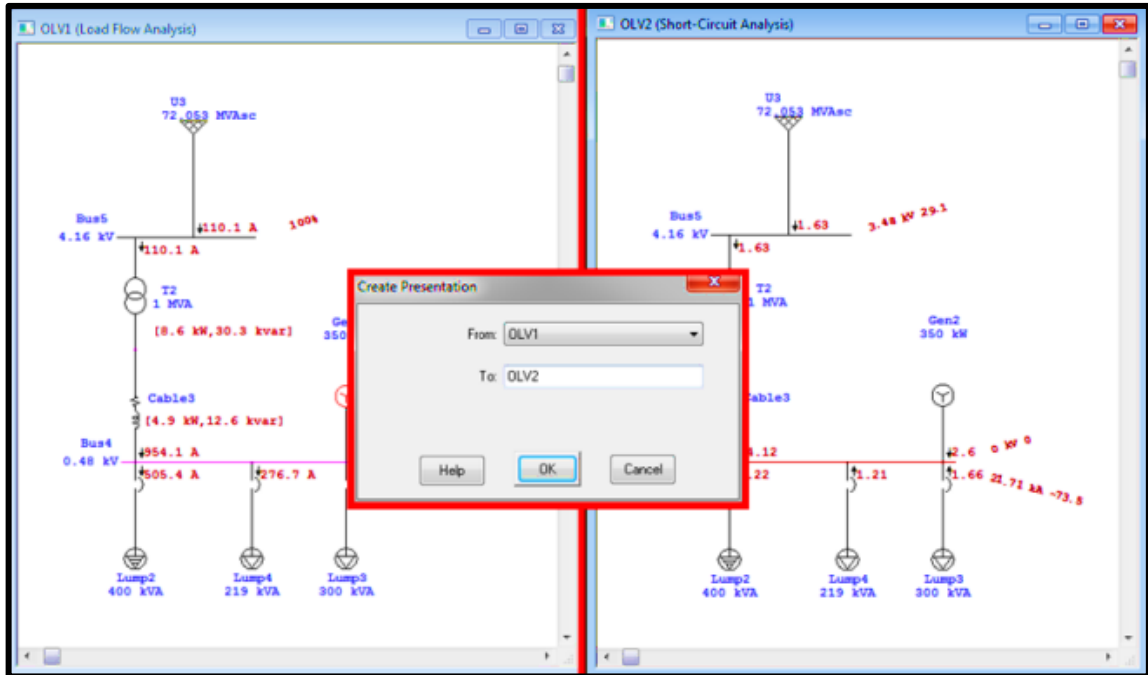 OLV1 (Load Flow Analysis)
U3
72.053 MVAsc
Bus5
4.16 kV
110.1 A
100%
110.1 A
T2
1 MVA
[8.6 kW,30.3 kvar]
Ge
350
Cable3
[4.9 kW,12.6 kvar]
Bus4
0.48 kV
954.1 A
505.4 A
276.7 A
Lump2
400 kVA
Lump4
219 kVA
Lump3
300 kVA
Create Presentation
From: OLV1
To: OLV2
Help
OK
Cancel
OLV2 (Short-Circuit Analysis)
U3
72.053 MVAsc
Bus5
4.16 kV
1.63
3.48 kV 29.1
1.63
T2
1 MVA
Gen2
350 kW
able3
.12
.22
1.21
2.6
0 kV 0
1.66
21.71 kA -73.5
Lump2
400 kVA
Lump4
219 kVA
Lump3
300 kVA